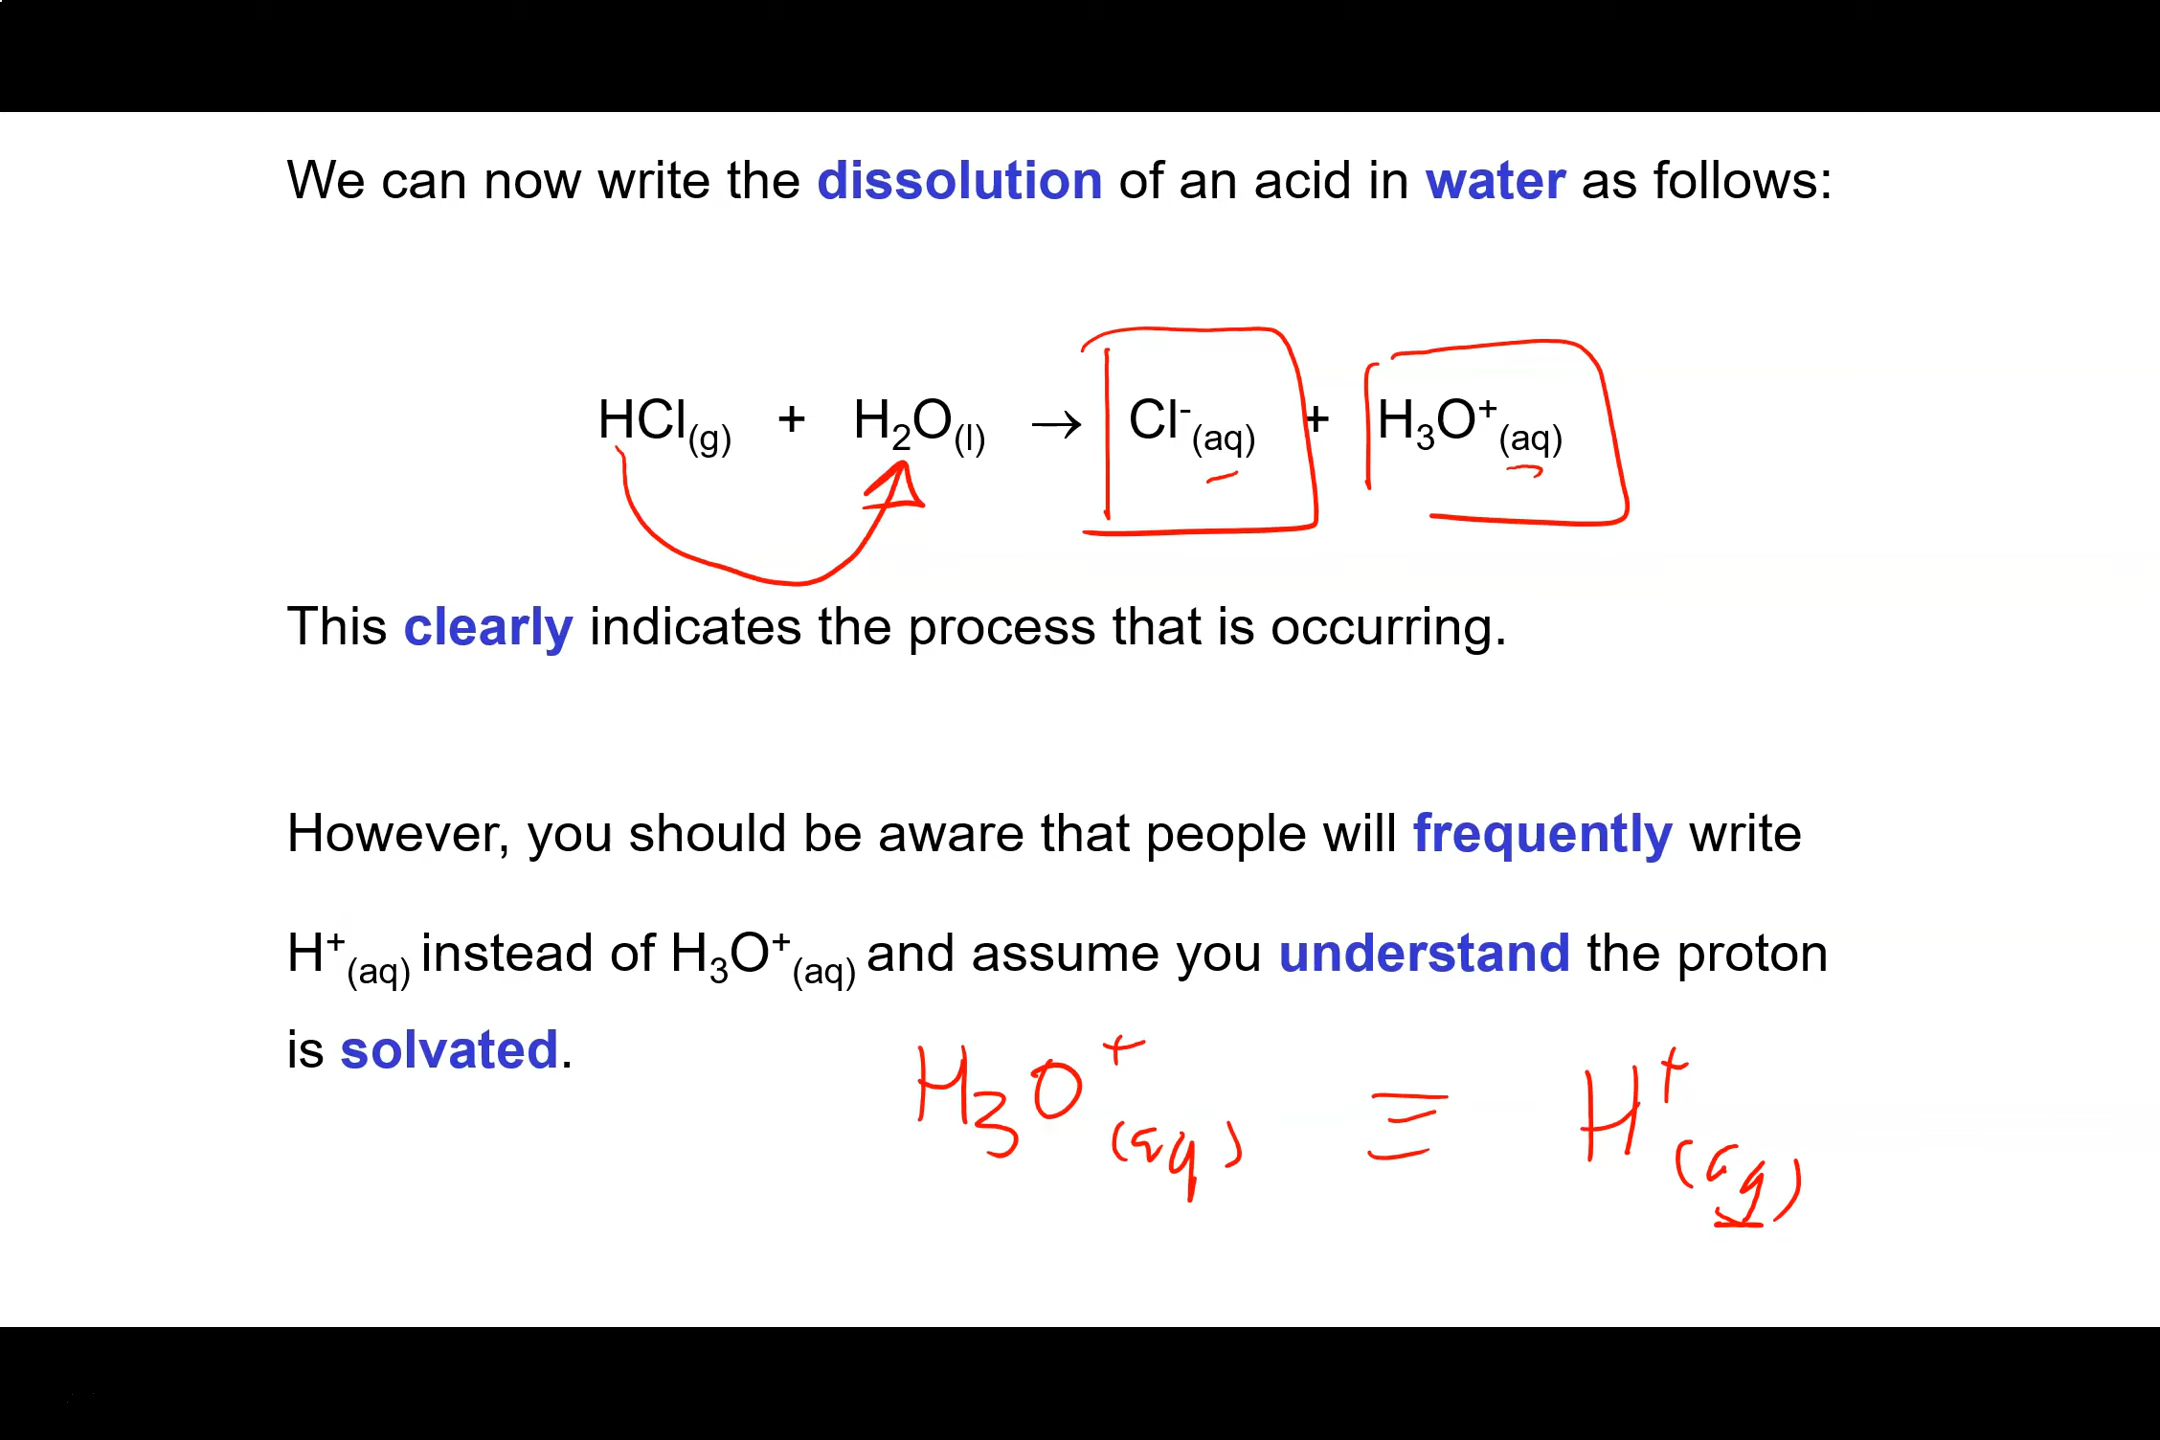 We can now write the dissolution of an acid in water as follows:
HCl(g) + H₂O(l) → Cl⁻(aq) + H₃O⁺(aq)
This clearly indicates the process that is occurring.
However, you should be aware that people will frequently write
H⁺(aq) instead of H₃O⁺(aq) and assume you understand the proton
is solvated.
H₃O⁺(aq) ≡ H⁺(aq)